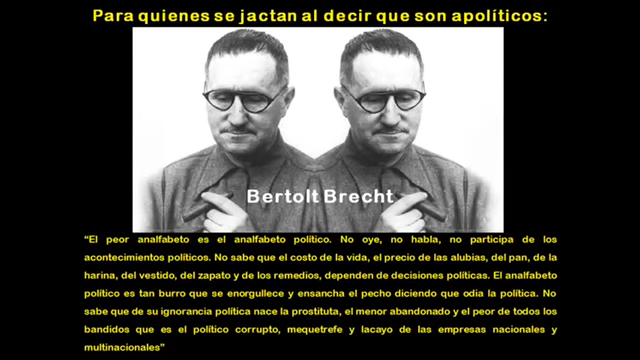 Para quienes se jactan al decir que son apolíticos:
Bertolt Brecht
"El peor analfabeto es el analfabeto político. No oye, no habla, no participa de los
acontecimientos políticos. No sabe que el costo de la vida, el precio de las alubias, del pan, de la
harina, del vestido, del zapato y de los remedios, dependen de decisiones políticas. El analfabeto
político es tan burro que se enorgullece y ensancha el pecho diciendo que odia la política. No
sabe que de su ignorancia política nace la prostituta, el menor abandonado y el peor de todos los
bandidos que es el político corrupto, mequetrefe y lacayo de las empresas nacionales y
multinacionales"